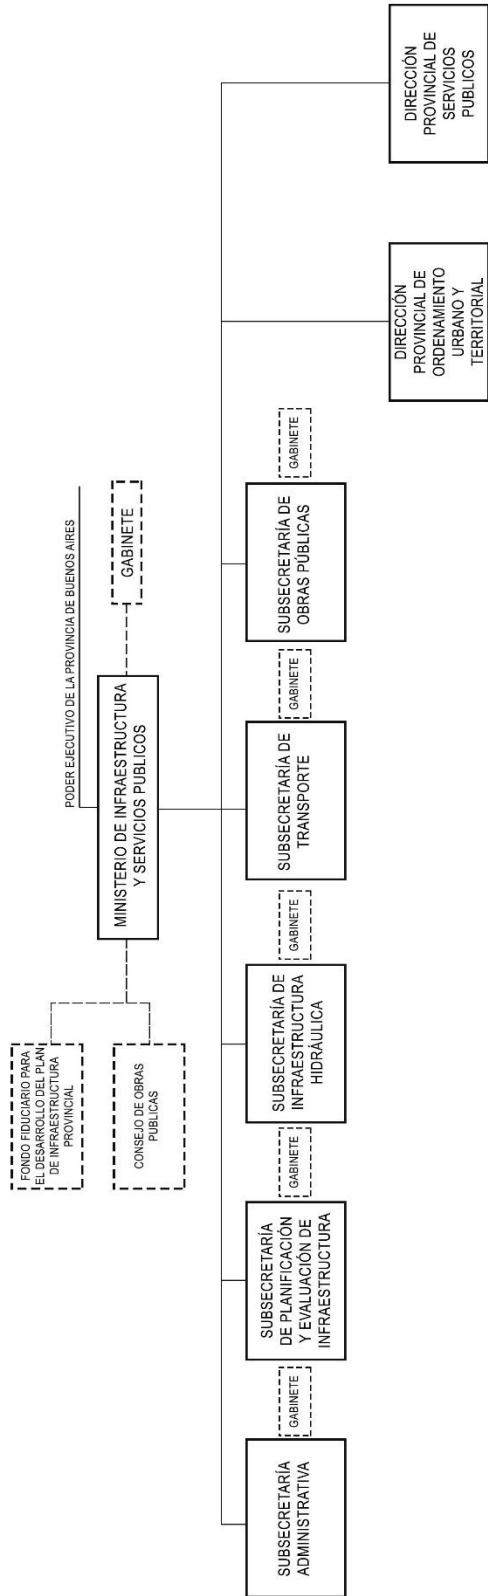 PODER EJECUTIVO DE LA PROVINCIA DE BUENOS AIRES
FONDO FIDUCIARIO PARA
EL DESARROLLO DEL PLAN
DE INFRAESTRUCTURA
PROVINCIAL
CONSEJO DE OBRAS
PUBLICAS
MINISTERIO DE INFRAESTRUCTURA
Y SERVICIOS PUBLICOS
GABINETE
SUBSECRETARÍA
ADMINISTRATIVA
GABINETE
SUBSECRETARÍA
DE PLANIFICACIÓN
Y EVALUACIÓN DE
INFRAESTRUCTURA
GABINETE
SUBSECRETARÍA DE
INFRAESTRUCTURA
HIDRÁULICA
GABINETE
SUBSECRETARÍA DE
TRANSPORTE
GABINETE
SUBSECRETARÍA DE
OBRAS PÚBLICAS
GABINETE
DIRECCIÓN
PROVINCIAL DE
ORDENAMIENTO
URBANO Y
TERRITORIAL
DIRECCIÓN
PROVINCIAL DE
SERVICIOS
PUBLICOS